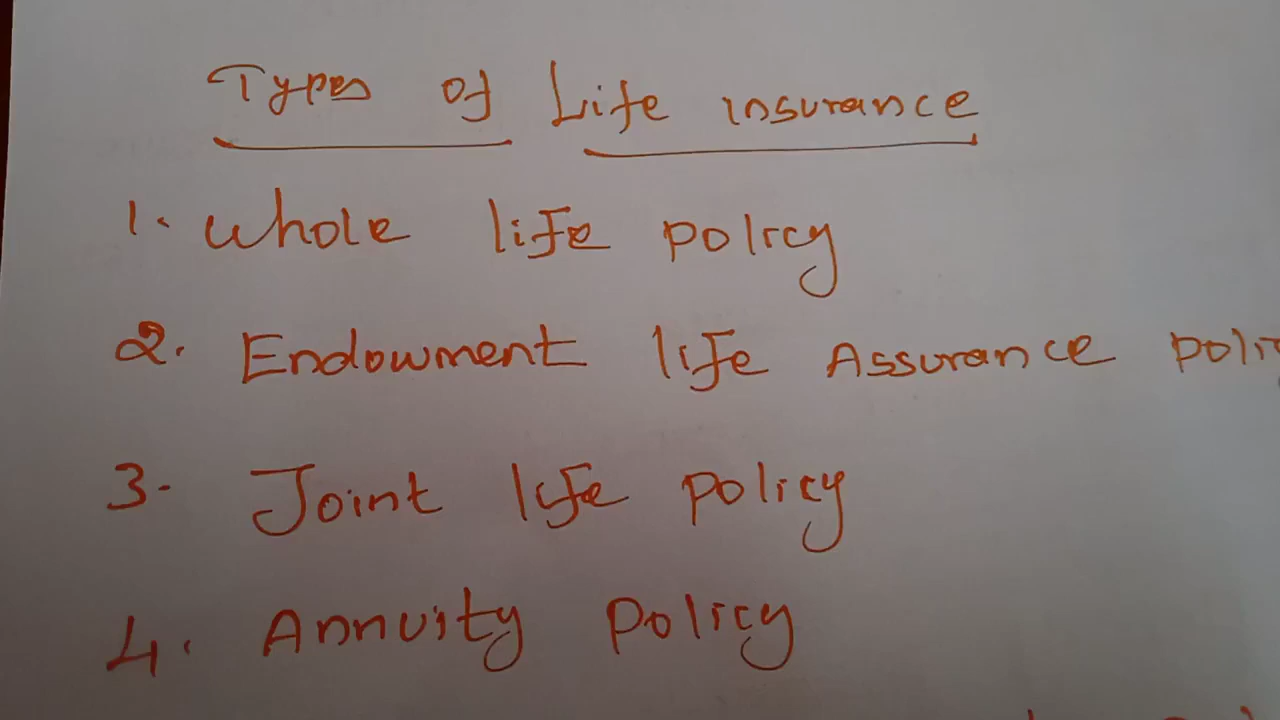 Types of Life insurance
1. Whole life policy
2. Endowment life Assurance poli
3. Joint life policy
4. Annuity policy